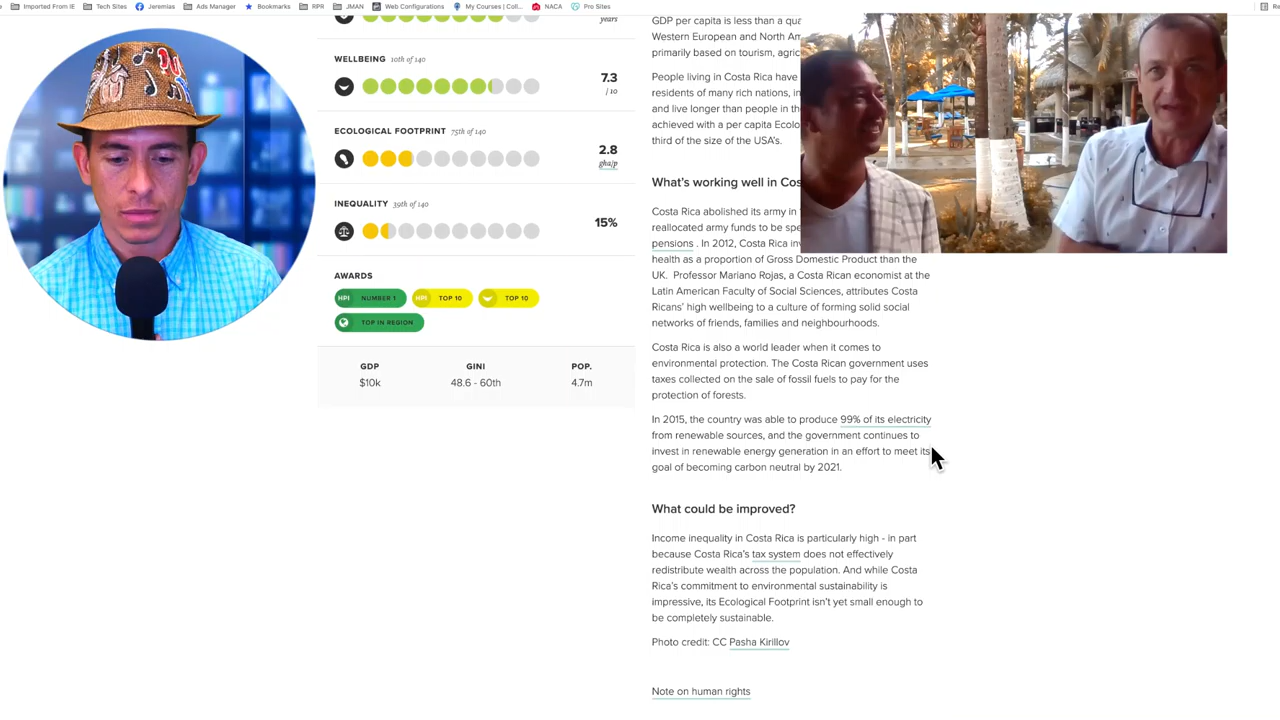 Imported From IE
Tech Sites
Jeremias
Ads Manager
Bookmarks
RPR
JMAN
Web Configurations
My Courses | Coll...
NACA
Pro Sites
years
WELLBEING 10th of 140
7.3
/ 10
ECOLOGICAL FOOTPRINT 75th of 140
2.8
gha/p
INEQUALITY 39th of 140
15%
AWARDS
HPI NUMBER 1
HPI TOP 10
TOP 10
TOP IN REGION
GDP
GINI
POP.
$10k
48.6 - 60th
4.7m
GDP per capita is less than a
Western European and North
primarily based on tourism,
People living in Costa Rica have
residents of many rich nations,
and live longer than people in
achieved with a per capita
third of the size of the USA's.
What's working well in
Costa Rica abolished its army in
reallocated army funds to be
pensions . In 2012, Costa Rica
health as a proportion of Gross Domestic Product than the
UK. Professor Mariano Rojas, a Costa Rican economist at the
Latin American Faculty of Social Sciences, attributes Costa
Ricans' high wellbeing to a culture of forming solid social
networks of friends, families and neighbourhoods.
Costa Rica is also a world leader when it comes to
environmental protection. The Costa Rican government uses
taxes collected on the sale of fossil fuels to pay for the
protection of forests.
In 2015, the country was able to produce 99% of its electricity
from renewable sources, and the government continues to
invest in renewable energy generation in an effort to meet its
goal of becoming carbon neutral by 2021.
What could be improved?
Income inequality in Costa Rica is particularly high - in part
because Costa Rica's tax system does not effectively
redistribute wealth across the population. And while Costa
Rica's commitment to environmental sustainability is
impressive, its Ecological Footprint isn't yet small enough to
be completely sustainable.
Photo credit: CC Pasha Kirillov
Note on human rights